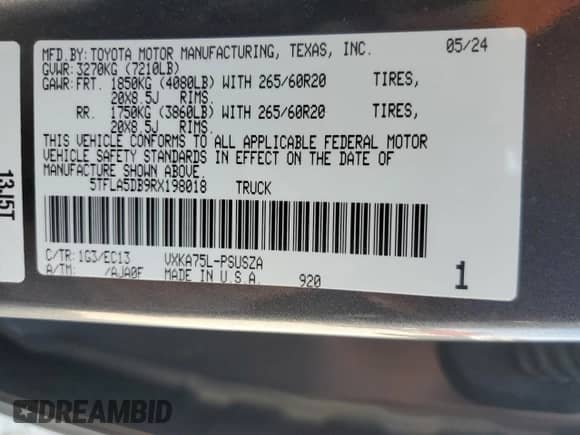 MFD.BY:TOYOTA MOTOR MANUFACTURING, TEXAS, INC. 05/24
GVWR:3270KG (7210LB)
GAWR:FRT. 1850KG (4080LB) WITH 265/60R20 TIRES,
20X8.5J RIMS.
RR. 1750KG (3860LB) WITH 265/60R20 TIRES,
20X8.5J RIMS.
THIS VEHICLE CONFORMS TO ALL APPLICABLE FEDERAL MOTOR
VEHICLE SAFETY STANDARDS IN EFFECT ON THE DATE OF
MANUFACTURE SHOWN ABOVE.
5TFLA5DB9RX198018 TRUCK
C/TR:1G3/EC13 VXKA75L-PSUSZA
A/TM: /AJA0F MADE IN U.S.A. 920 1
13J5T
DREAMBID